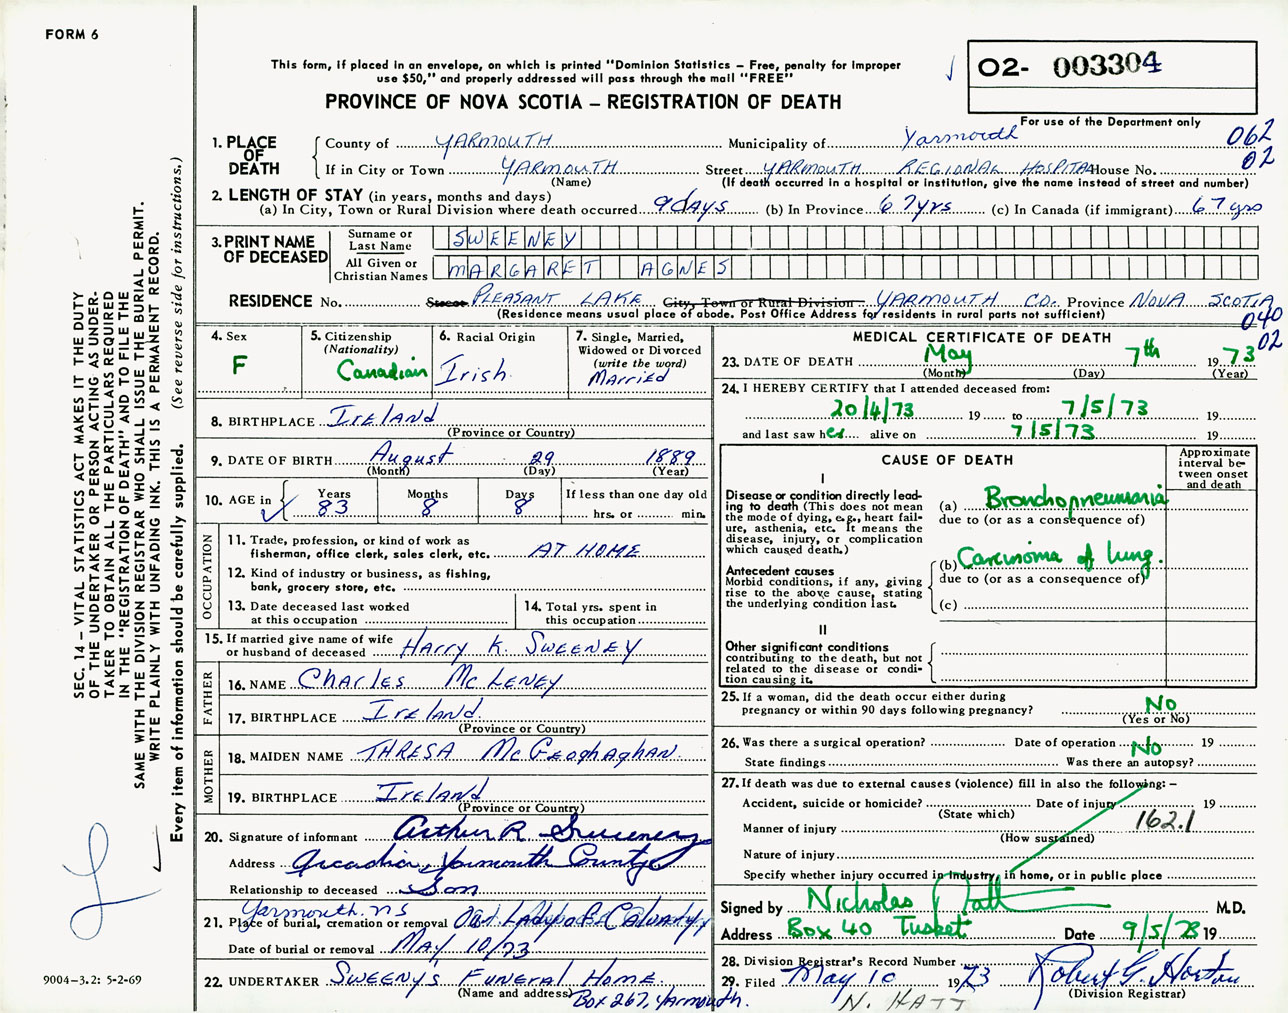 FORM 6
This form, if placed in an envelope, on which is printed "Dominion Statistics – Free, penalty for improper
use $50," and properly addressed will pass through the mail "FREE"
PROVINCE OF NOVA SCOTIA – REGISTRATION OF DEATH
02- 003304
For use of the Department only
062
02
1. PLACE OF DEATH
County of YARMOUTH Municipality of Yarmouth
If in City or Town YARMOUTH Street YARMOUTH REGIONAL HOSPITAL House No.
(Name) (If death occurred in a hospital or institution, give the name instead of street and number)
2. LENGTH OF STAY (in years, months and days)
(a) In City, Town or Rural Division where death occurred 9 days (b) In Province 67 yrs (c) In Canada (if immigrant) 67 yrs
3. PRINT NAME OF DECEASED
Surname or Last Name SWEENEY
All Given or Christian Names MARGARET AGNES
RESIDENCE No. Street PLEASANT LAKE City, Town or Rural Division YARMOUTH CO. Province NOVA SCOTIA
(Residence means usual place of abode. Post Office Address for residents in rural parts not sufficient)
040
02
4. Sex F
5. Citizenship (Nationality) Canadian
6. Racial Origin Irish
7. Single, Married, Widowed or Divorced (write the word) Married
8. BIRTHPLACE Ireland
(Province or Country)
9. DATE OF BIRTH August 29 1889
(Month) (Day) (Year)
10. AGE in Years 83 Months 8 Days 8 If less than one day old hrs. or min.
OCCUPATION
11. Trade, profession, or kind of work as
fisherman, office clerk, sales clerk, etc. AT HOME
12. Kind of industry or business, as fishing,
bank, grocery store, etc.
13. Date deceased last worked
at this occupation
14. Total yrs. spent in
this occupation
15. If married give name of wife
or husband of deceased Harry K. Sweeney
FATHER
16. NAME Charles McLeney
17. BIRTHPLACE Ireland
(Province or Country)
MOTHER
18. MAIDEN NAME THRESA McGeoghaghan
19. BIRTHPLACE Ireland
(Province or Country)
20. Signature of informant Arthur R Sweeney
Address Arcadia, Yarmouth County
Relationship to deceased Son
Yarmouth. NS
21. Place of burial, cremation or removal Our Lady of Calvary
Date of burial or removal MAY 10/73
22. UNDERTAKER Sweeny's Funeral Home
(Name and address) Box 267, Yarmouth.
MEDICAL CERTIFICATE OF DEATH
23. DATE OF DEATH May 7th 1973
(Month) (Day) (Year)
24. I HEREBY CERTIFY that I attended deceased from:
20/4/73 19 to 7/5/73 19
and last saw her alive on 7/5/73 19
CAUSE OF DEATH
Approximate
interval be-
tween onset
and death
I
Disease or condition directly lead-
ing to death (This does not mean
the mode of dying, e.g., heart fail-
ure, asthenia, etc. It means the
disease, injury, or complication
which caused death.)
(a) Bronchopneumonia
due to (or as a consequence of)
Antecedent causes
Morbid conditions, if any, giving
rise to the above cause, stating
the underlying condition last.
(b) Carcinoma of lung.
due to (or as a consequence of)
(c)
II
Other significant conditions
contributing to the death, but not
related to the disease or condi-
tion causing it.
25. If a woman, did the death occur either during
pregnancy or within 90 days following pregnancy? No
(Yes or No)
26. Was there a surgical operation? Date of operation No 19
State findings Was there an autopsy?
27. If death was due to external causes (violence) fill in also the following: –
Accident, suicide or homicide? Date of injury 19
(State which)
Manner of injury 162.1
(How sustained)
Nature of injury
Specify whether injury occurred in industry, in home, or in public place
Signed by Nicholas Hatt M.D.
Address Box 40 Tusket Date 9/5/73 19
28. Division Registrar's Record Number
29. Filed May 10 1973 Robert G. Horton
(Division Registrar)
N. HATT
SEC. 14 – VITAL STATISTICS ACT MAKES IT THE DUTY
OF THE UNDERTAKER OR PERSON ACTING AS UNDER-
TAKER TO OBTAIN ALL THE PARTICULARS REQUIRED
IN THE "REGISTRATION OF DEATH" AND TO FILE THE
SAME WITH THE DIVISION REGISTRAR WHO SHALL ISSUE THE BURIAL PERMIT.
WRITE PLAINLY WITH UNFADING INK. THIS IS A PERMANENT RECORD.
Every item of information should be carefully supplied. (See reverse side for instructions.)
9004–3.2: 5-2-69